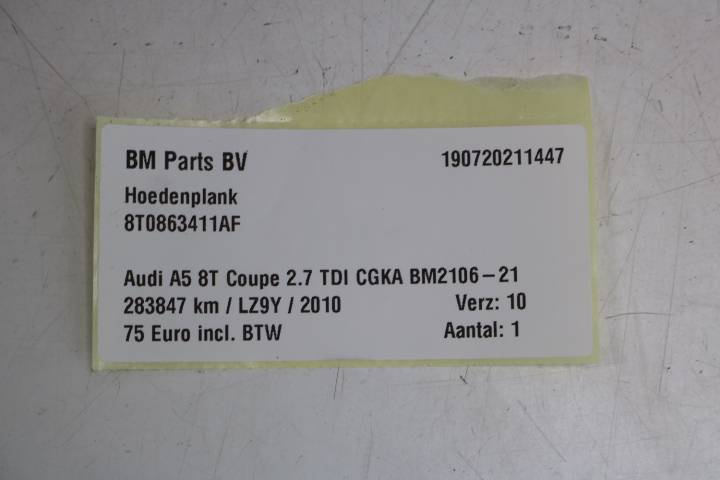 BM Parts BV 190720211447
Hoedenplank
8T0863411AF
Audi A5 8T Coupe 2.7 TDI CGKA BM2106-21
283847 km / LZ9Y / 2010 Verz: 10
75 Euro incl. BTW Aantal: 1